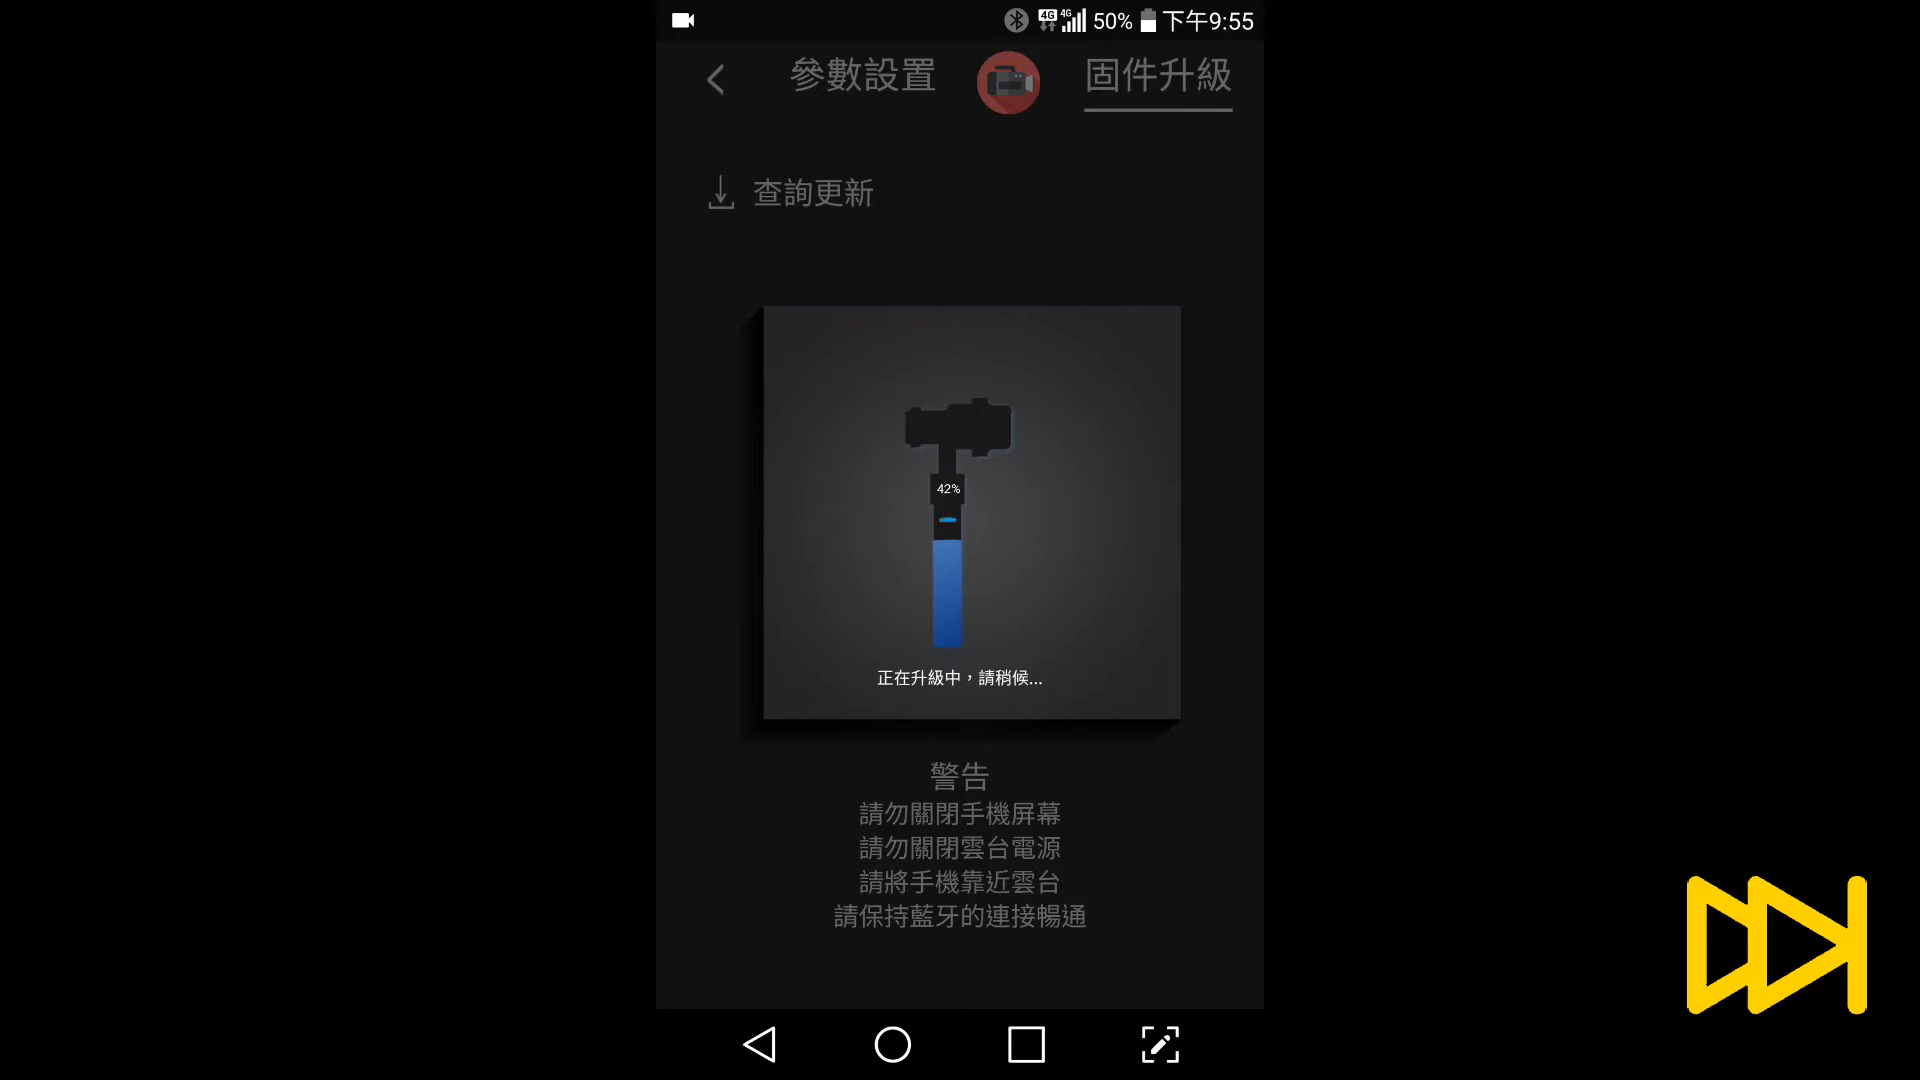 4G 4G 50% 下午9:55
參數設置 固件升級
查詢更新
42%
正在升級中，請稍候...
警告
請勿關閉手機屏幕
請勿關閉雲台電源
請將手機靠近雲台
請保持藍牙的連接暢通